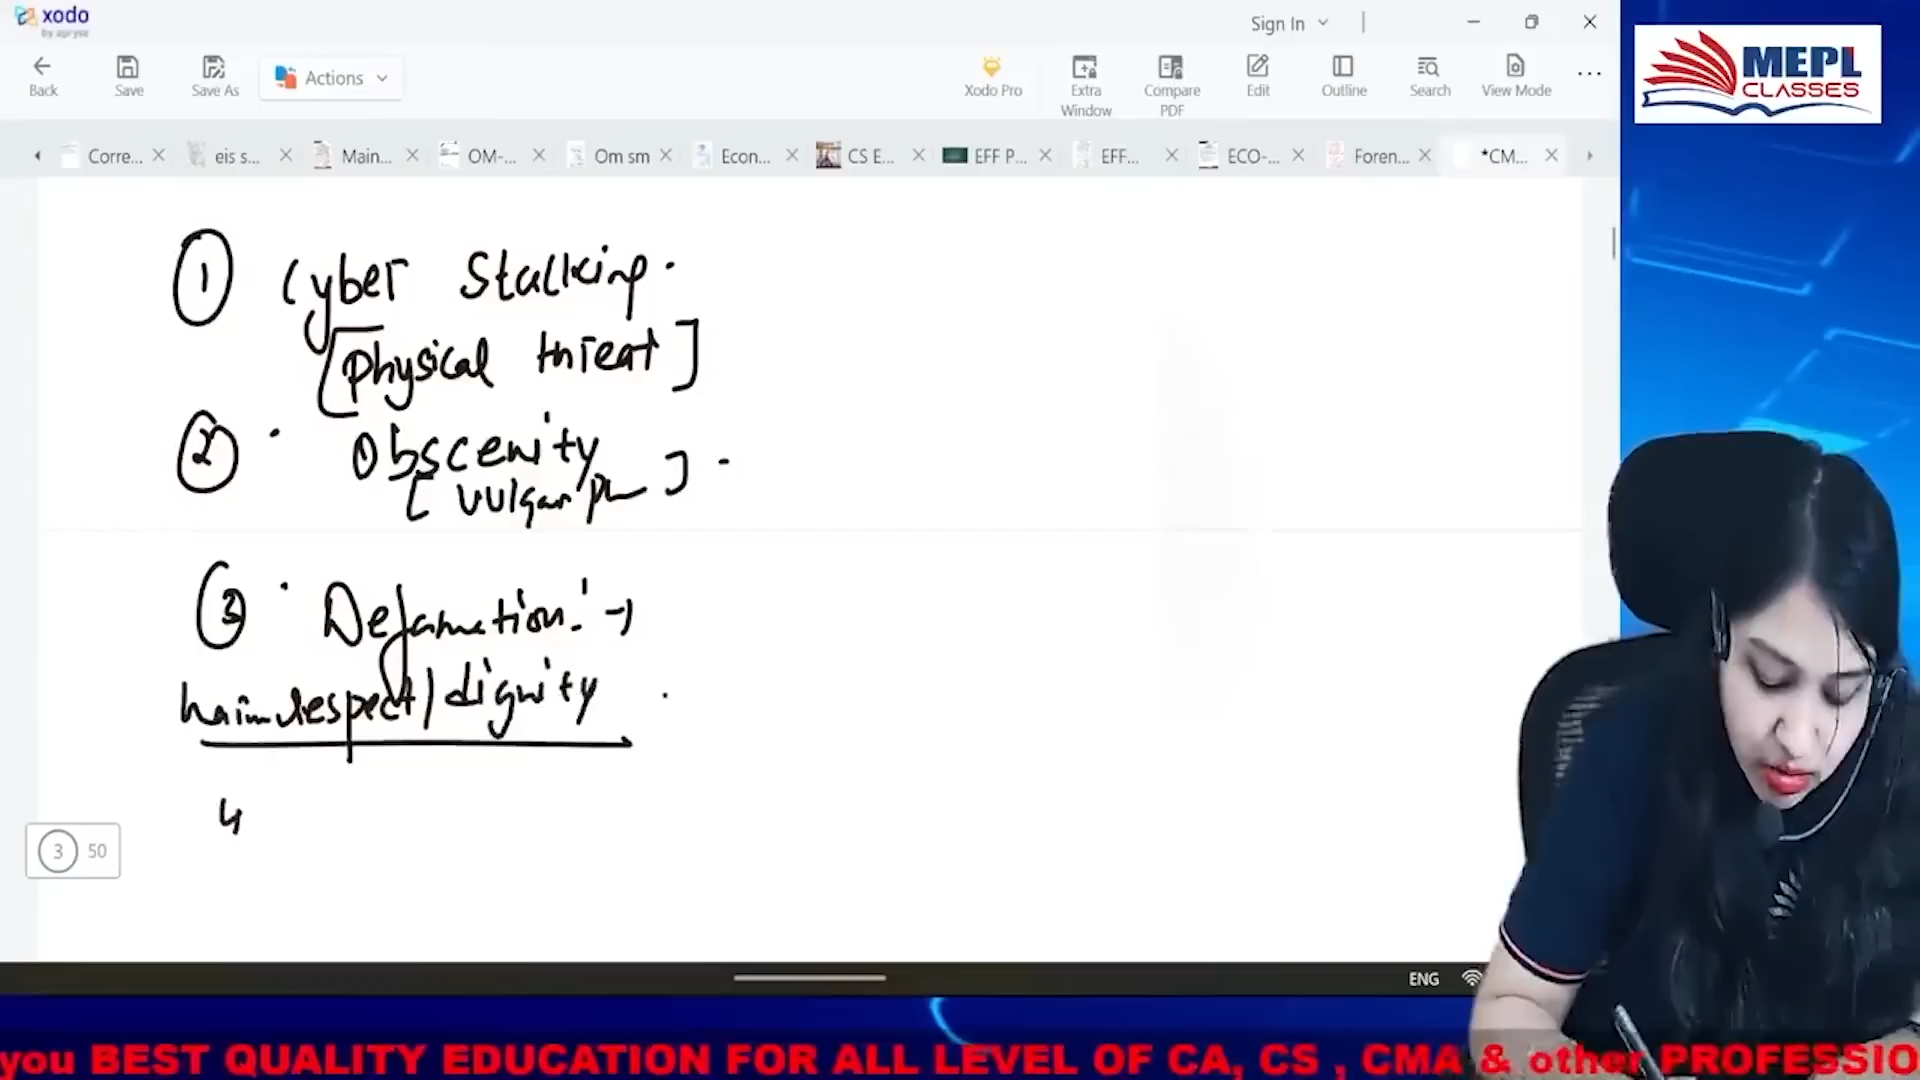 xodo
by apryse
Sign In
Back
Save
Save As
Actions
Xodo Pro
Extra Window
Compare PDF
Edit
Outline
Search
View Mode
Corre...
eis s...
Main...
OM-...
Om sm
Econ...
CS E...
EFF P...
EFF...
ECO-...
Foren...
*CM...
MEPL
CLASSES
1 Cyber Stalking.
[Physical threat]
2 Obscenity
[vulgar
3 Defamation:→
respect/dignity
4
3 50
ENG
you BEST QUALITY EDUCATION FOR ALL LEVEL OF CA, CS , CMA & other PROFESSIO